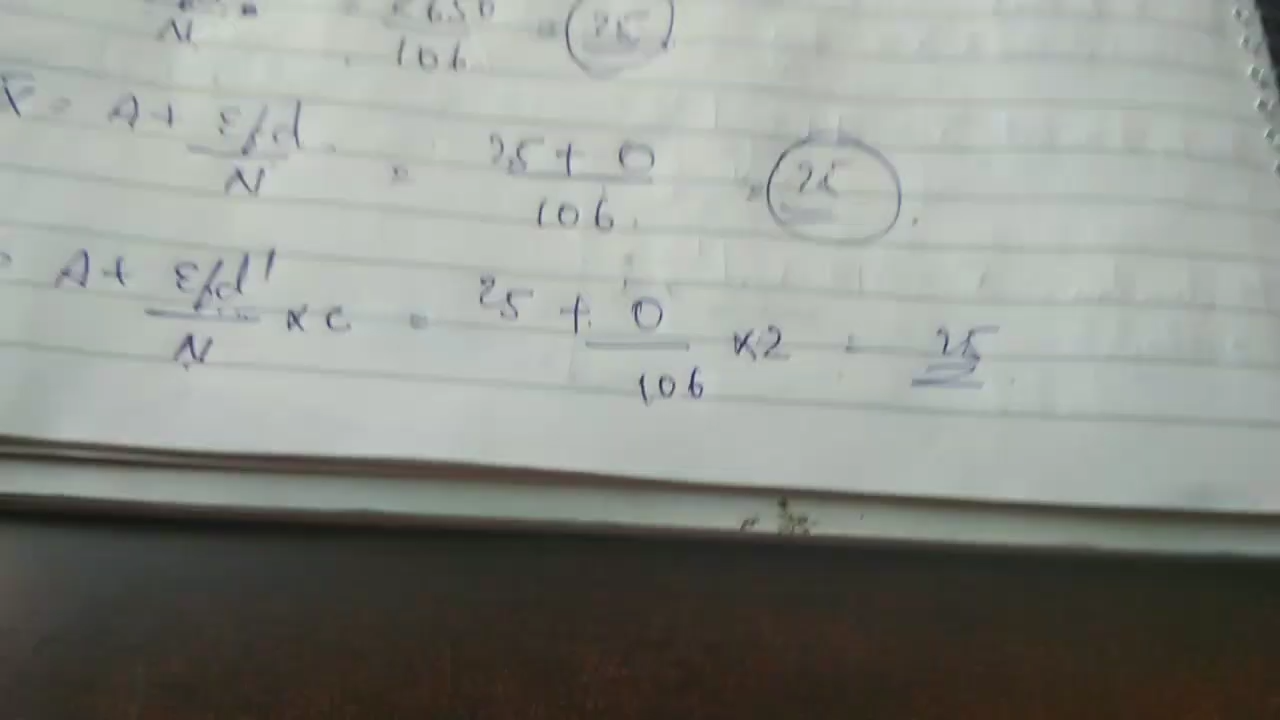 N 106 = 25
A + Σfd / N = 25 + 0 / 106 = 25
= A + Σfd' / N × c = 25 + 0 / 106 × 2 = 25